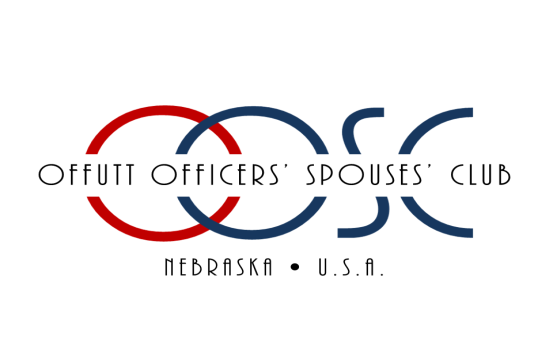 OOSC
OFFUTT OFFICERS' SPOUSES' CLUB
NEBRASKA • U.S.A.